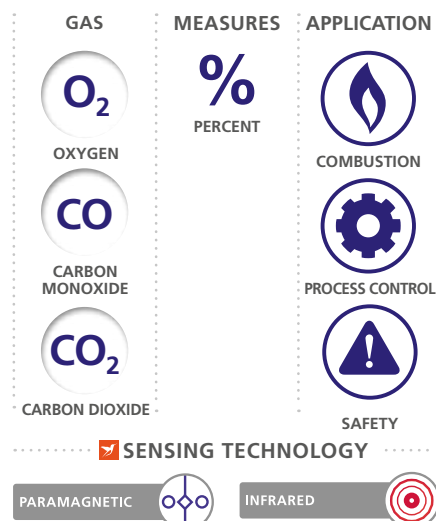 GAS
MEASURES
APPLICATION
O₂
OXYGEN
CO
CARBON
MONOXIDE
CO₂
CARBON DIOXIDE
%
PERCENT
COMBUSTION
PROCESS CONTROL
!
SAFETY
SENSING TECHNOLOGY
PARAMAGNETIC
INFRARED